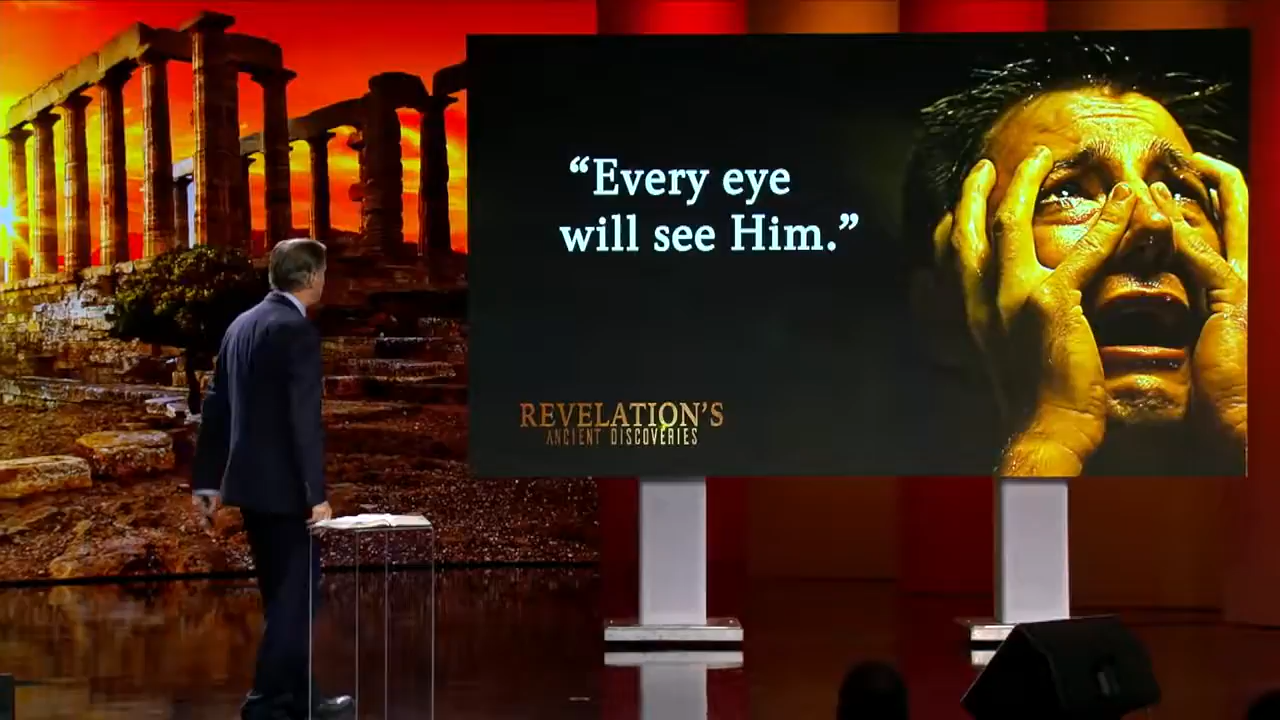 “Every eye
will see Him.”
REVELATION'S
ANCIENT DISCOVERIES